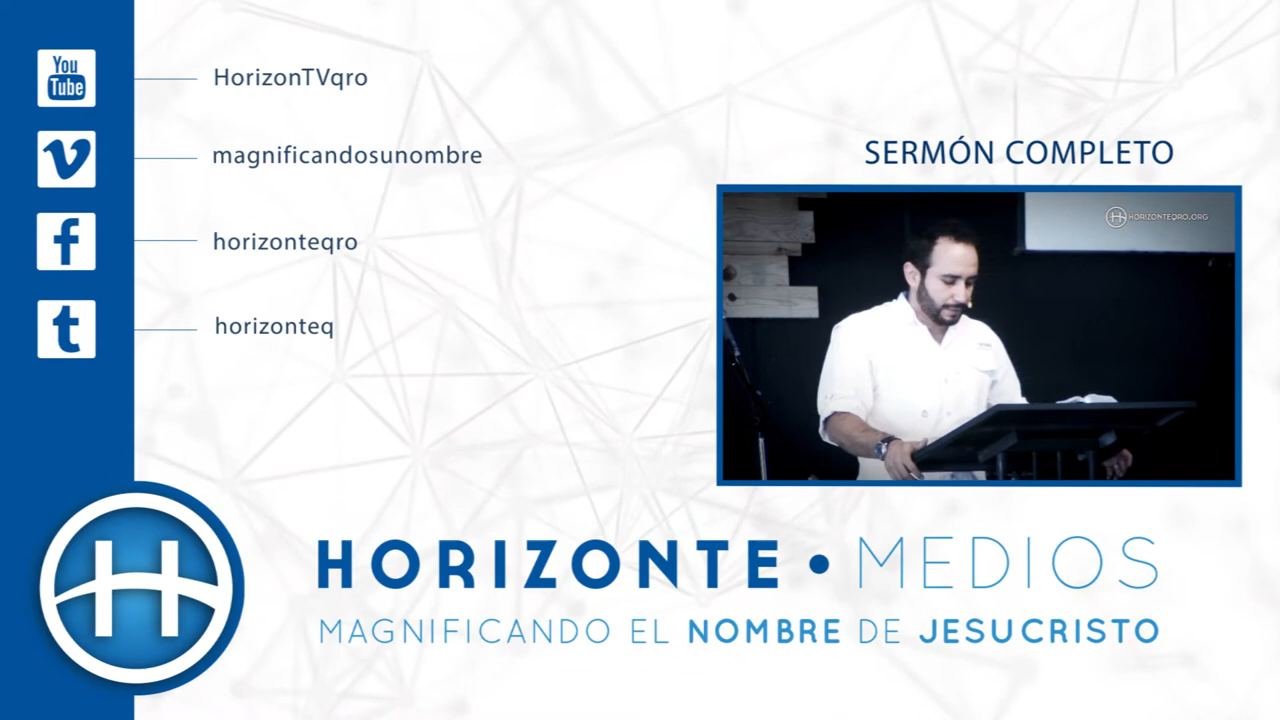 You
Tube
HorizonTVqro
magnificandosunombre
horizonteqro
horizonteq
SERMÓN COMPLETO
HORIZONTEQRO.ORG
HORIZONTE • MEDIOS
MAGNIFICANDO EL NOMBRE DE JESUCRISTO